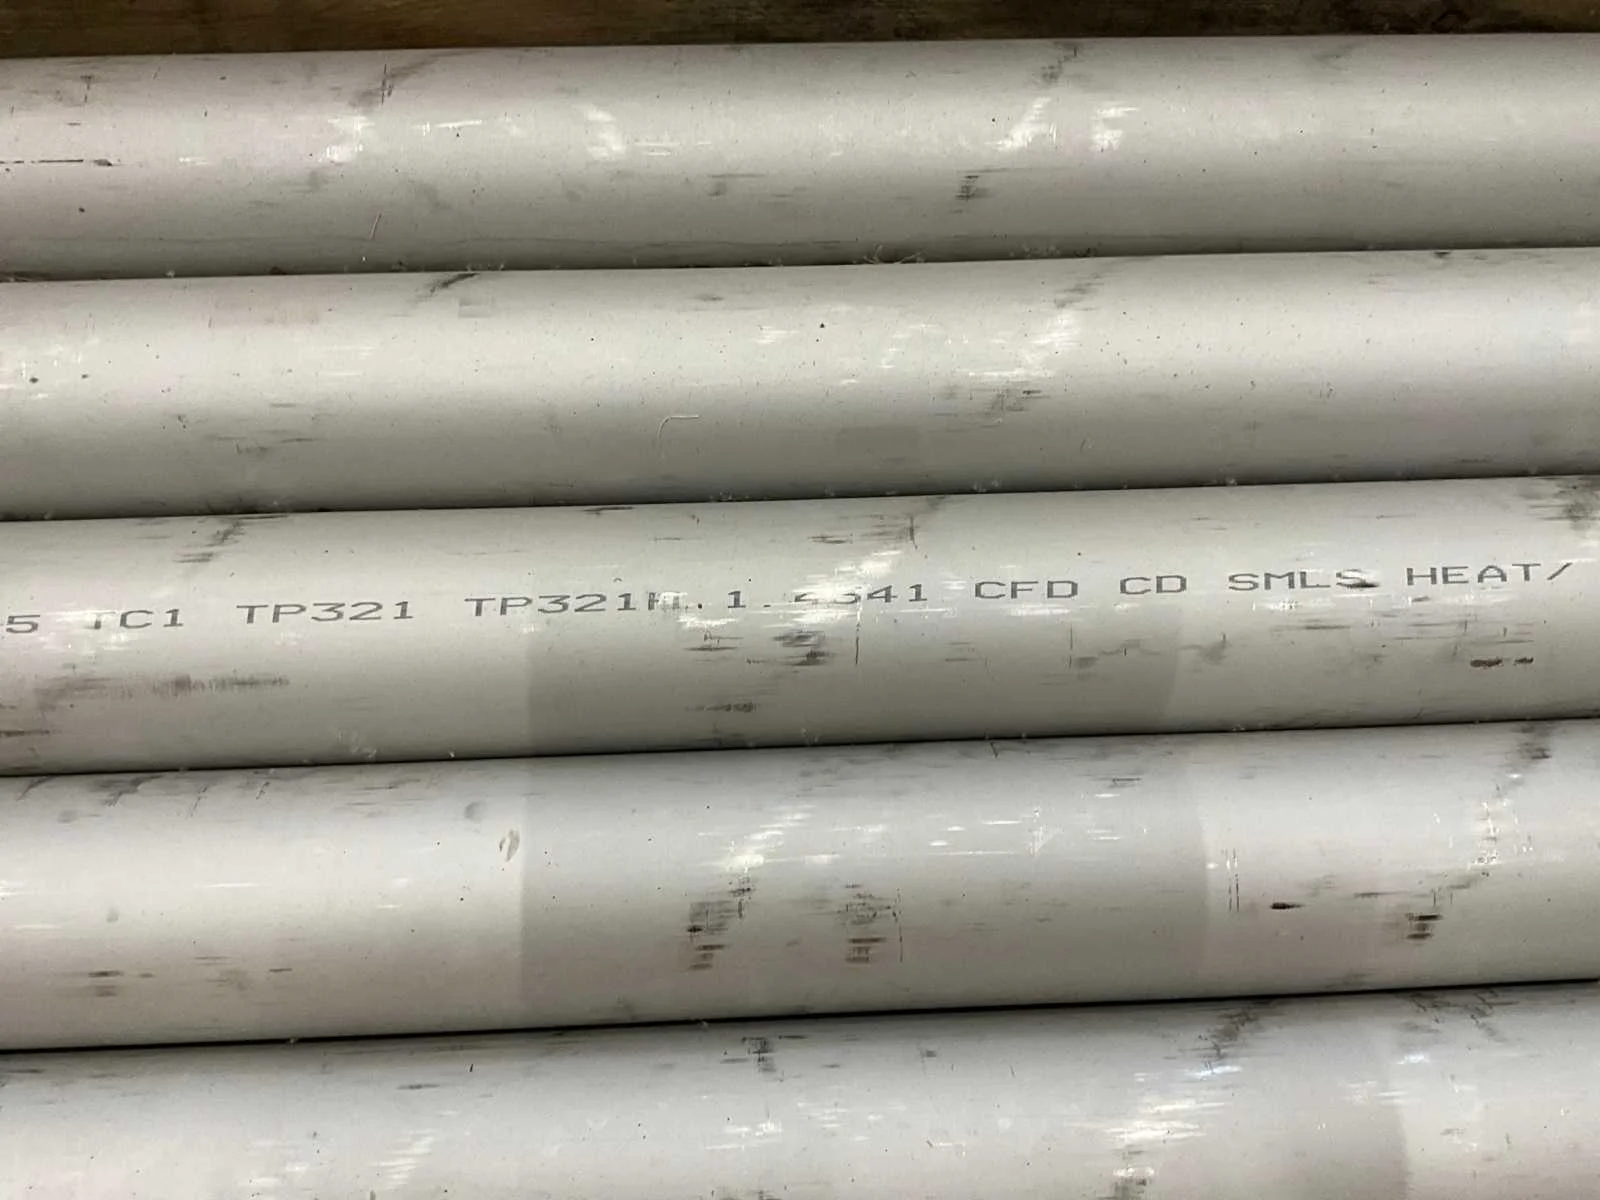 5 TC1 TP321 TP321H. 1.4541 CFD CD SMLS HEAT/